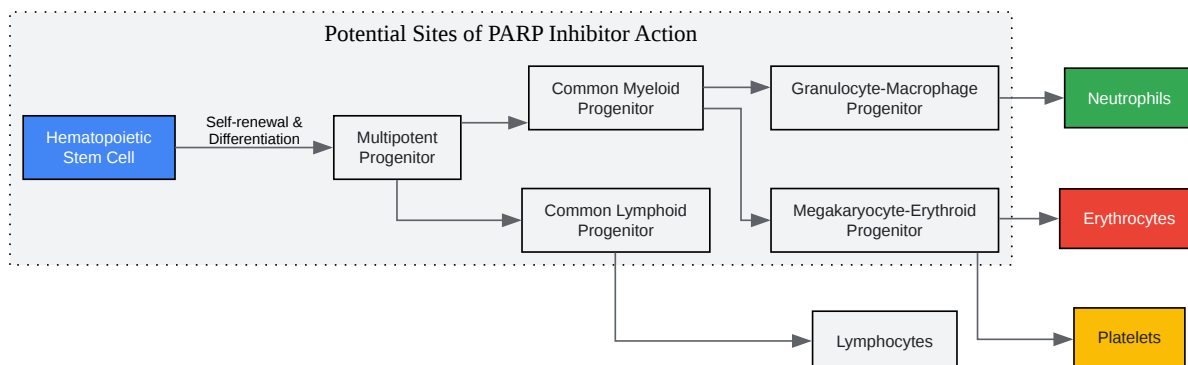 Potential Sites of PARP Inhibitor Action
Hematopoietic
Stem Cell
Self-renewal &
Differentiation
Multipotent
Progenitor
Common Myeloid
Progenitor
Granulocyte-Macrophage
Progenitor
Neutrophils
Common Lymphoid
Progenitor
Megakaryocyte-Erythroid
Progenitor
Erythrocytes
Lymphocytes
Platelets